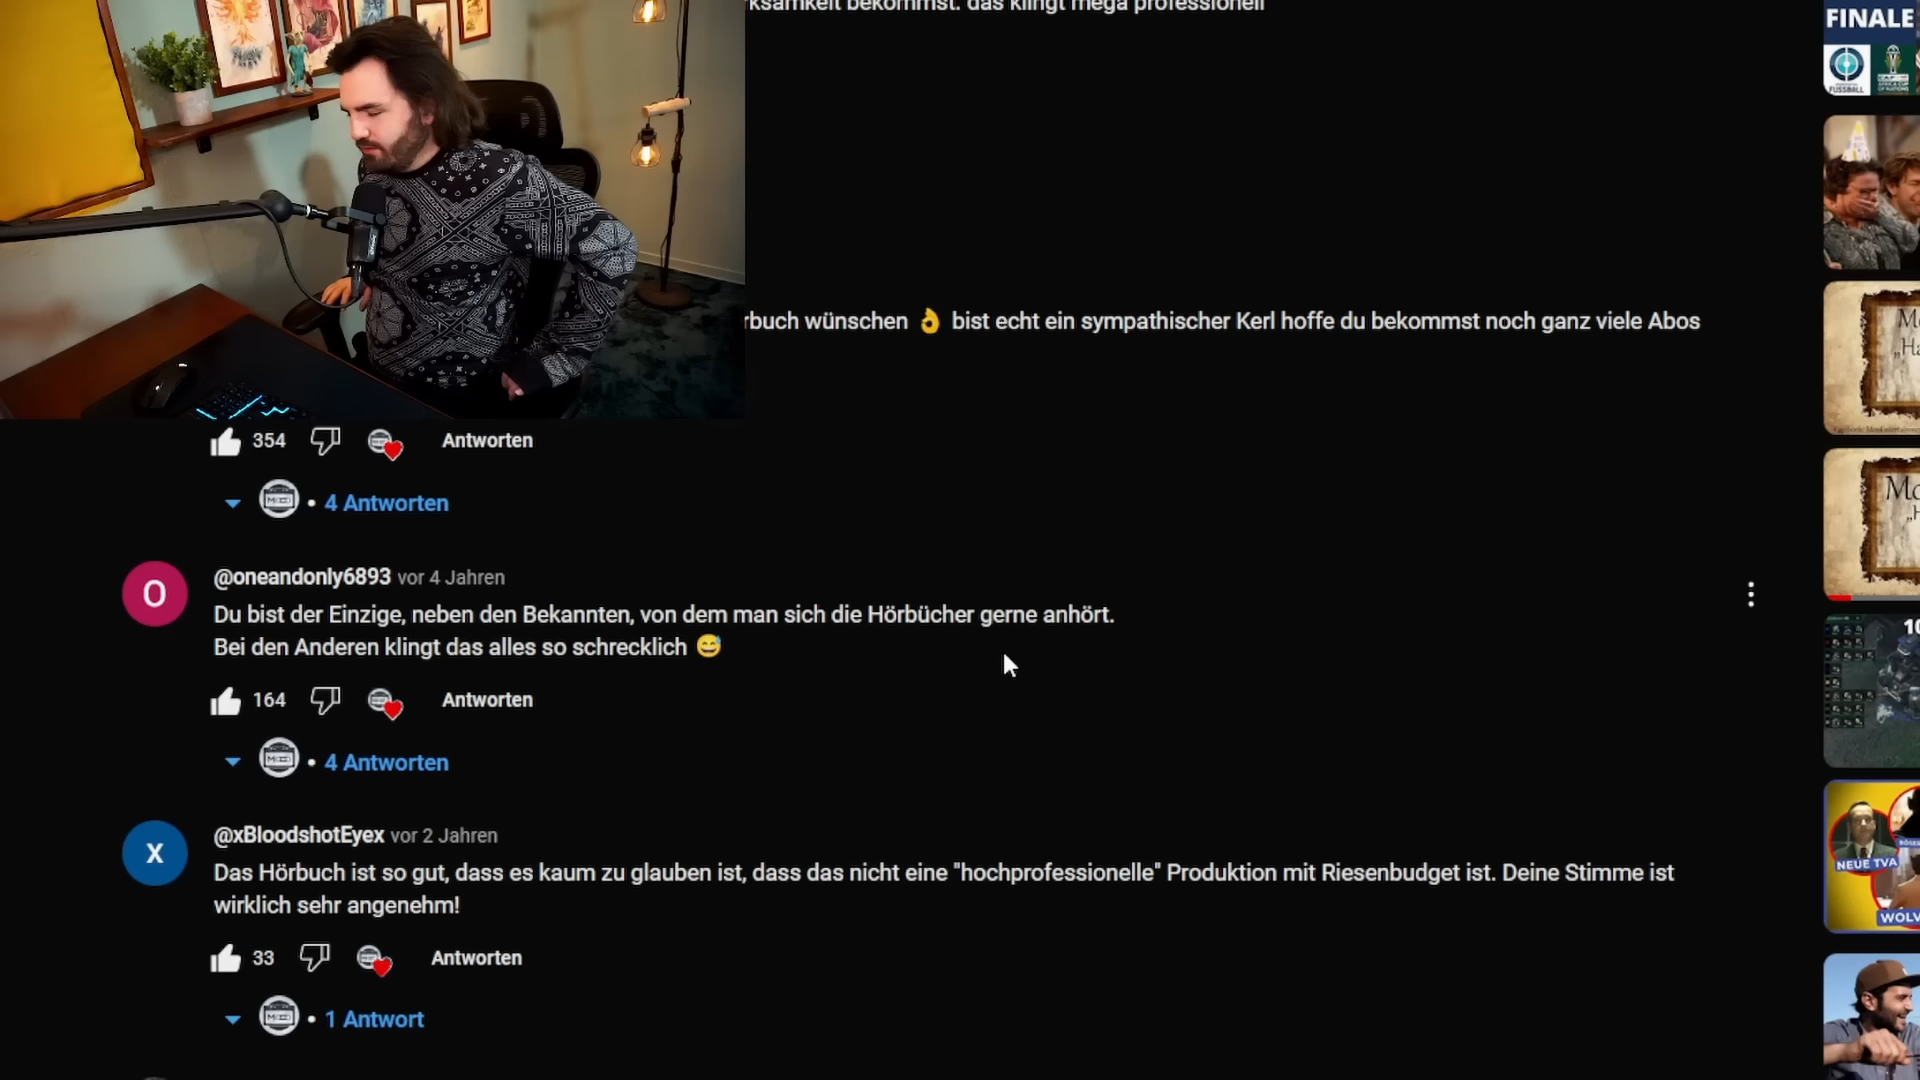 bekommst. das klingt mega professionell
FINALE
FUSSBALL
wünschen 👌 bist echt ein sympathischer Kerl hoffe du bekommst noch ganz viele Abos
354 Antworten
4 Antworten
O
@oneandonly6893 vor 4 Jahren
Du bist der Einzige, neben den Bekannten, von dem man sich die Hörbücher gerne anhört.
Bei den Anderen klingt das alles so schrecklich 😅
164 Antworten
4 Antworten
X
@xBloodshotEyex vor 2 Jahren
Das Hörbuch ist so gut, dass es kaum zu glauben ist, dass das nicht eine "hochprofessionelle" Produktion mit Riesenbudget ist. Deine Stimme ist
wirklich sehr angenehm!
33 Antworten
1 Antwort
NEUE TVA
WOLV